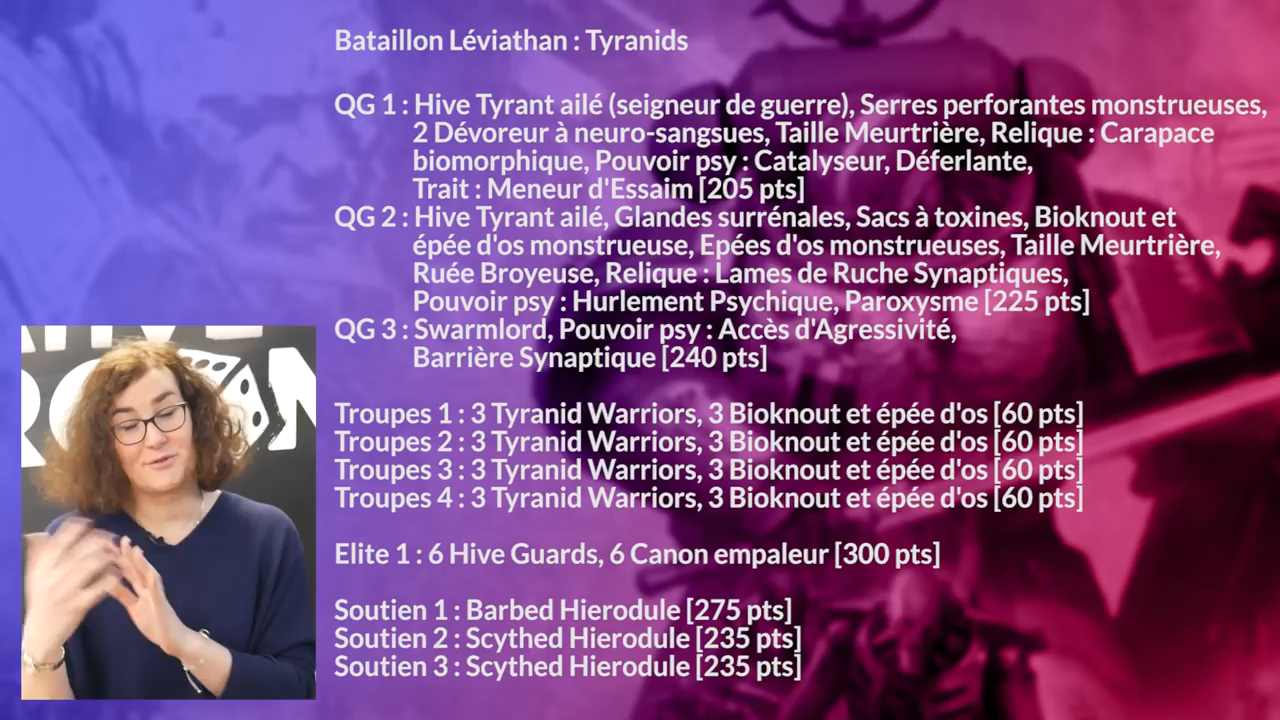 Bataillon Léviathan : Tyranids
QG 1 : Hive Tyrant ailé (seigneur de guerre), Serres perforantes monstrueuses,
2 Dévoreur à neuro-sangsues, Taille Meurtrière, Relique : Carapace
biomorphique, Pouvoir psy : Catalyseur, Déferlante,
Trait : Meneur d'Essaim [205 pts]
QG 2 : Hive Tyrant ailé, Glandes surrénales, Sacs à toxines, Bioknout et
épée d'os monstrueuse, Epées d'os monstrueuses, Taille Meurtrière,
Ruée Broyeuse, Relique : Lames de Ruche Synaptiques,
Pouvoir psy : Hurlement Psychique, Paroxysme [225 pts]
QG 3 : Swarmlord, Pouvoir psy : Accès d'Agressivité,
Barrière Synaptique [240 pts]
Troupes 1 : 3 Tyranid Warriors, 3 Bioknout et épée d'os [60 pts]
Troupes 2 : 3 Tyranid Warriors, 3 Bioknout et épée d'os [60 pts]
Troupes 3 : 3 Tyranid Warriors, 3 Bioknout et épée d'os [60 pts]
Troupes 4 : 3 Tyranid Warriors, 3 Bioknout et épée d'os [60 pts]
Elite 1 : 6 Hive Guards, 6 Canon empaleur [300 pts]
Soutien 1 : Barbed Hierodule [275 pts]
Soutien 2 : Scythed Hierodule [235 pts]
Soutien 3 : Scythed Hierodule [235 pts]